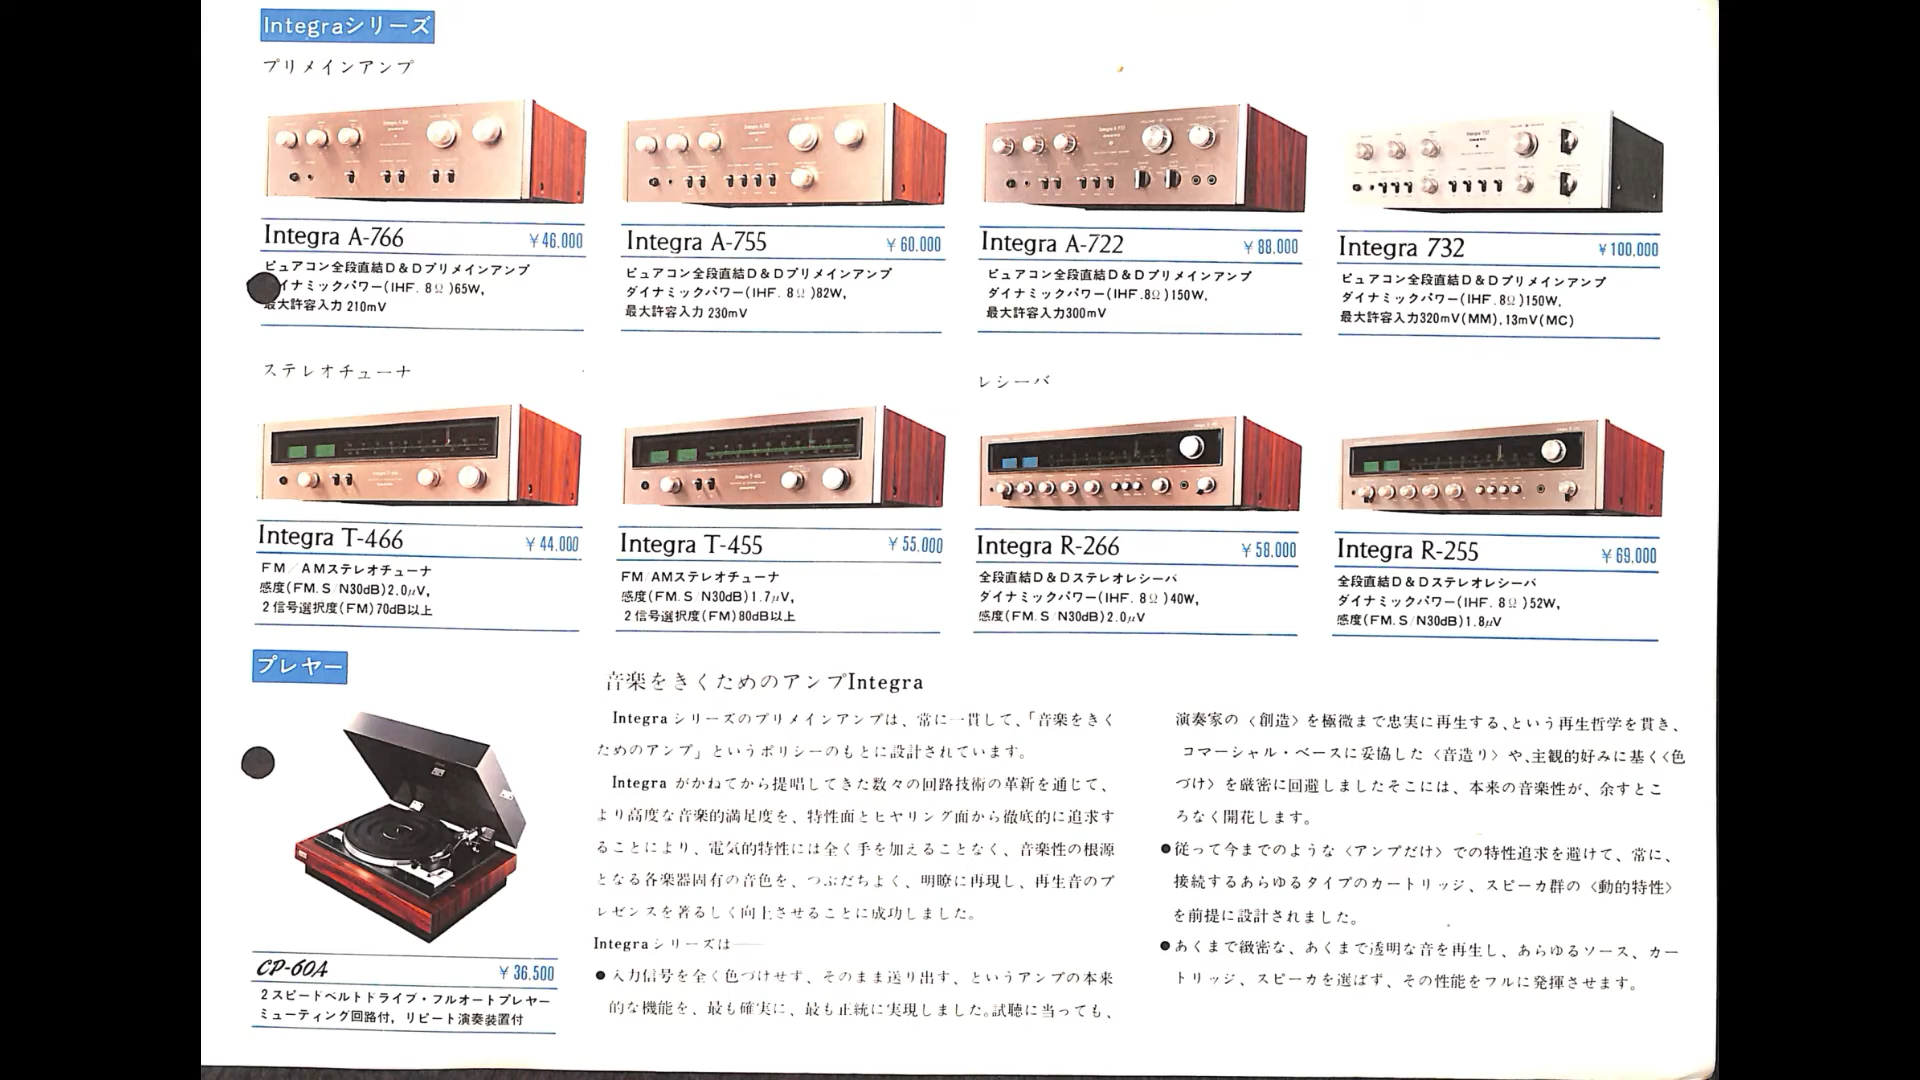 Integraシリーズ
プリメインアンプ
Integra A-766 ￥46.000
ピュアコン全段直結D＆Dプリメインアンプ
イナミックパワー(IHF. 8Ω)65W,
最大許容入力 210mV
Integra A-755 ￥60.000
ピュアコン全段直結D＆Dプリメインアンプ
ダイナミックパワー(IHF. 8Ω)82W,
最大許容入力 230mV
Integra A-722 ￥88.000
ピュアコン全段直結D＆Dプリメインアンプ
ダイナミックパワー(IHF.8Ω)150W,
最大許容入力300mV
Integra 732 ￥100.000
ピュアコン全段直結D＆Dプリメインアンプ
ダイナミックパワー(IHF.8Ω)150W,
最大許容入力320mV(MM),13mV(MC)
ステレオチューナ
Integra T-466 ￥44.000
FM/AMステレオチューナ
感度(FM.S/N30dB)2.0μV,
2信号選択度(FM)70dB以上
Integra T-455 ￥55.000
FM/AMステレオチューナ
感度(FM.S/N30dB)1.7μV,
2信号選択度(FM)80dB以上
レシーバ
Integra R-266 ￥58.000
全段直結D＆Dステレオレシーバ
ダイナミックパワー(IHF. 8Ω)40W,
感度(FM.S/N30dB)2.0μV
Integra R-255 ￥69.000
全段直結D＆Dステレオレシーバ
ダイナミックパワー(IHF. 8Ω)52W,
感度(FM.S/N30dB)1.8μV
プレヤー
CP-60A ￥36,500
2スピードベルトドライブ・フルオートプレヤー
ミューティング回路付，リピート演奏装置付
音楽をきくためのアンプIntegra
Integraシリーズのプリメインアンプは、常に一貫して、「音楽をきく
ためのアンプ」というポリシーのもとに設計されています。
Integra がかねてから提唱してきた数々の回路技術の革新を通じて、
より高度な音楽的満足度を、特性面とヒヤリング面から徹底的に追求す
ることにより、電気的特性には全く手を加えることなく、音楽性の根源
となる各楽器固有の音色を、つぶだちよく、明瞭に再現し、再生音のプ
レゼンスを著るしく向上させることに成功しました。
Integraシリーズは──
●入力信号を全く色づけせず、そのまま送り出す、というアンプの本来
的な機能を、最も確実に、最も正統に実現しました。試聴に当っても、
演奏家の〈創造〉を極微まで忠実に再生する、という再生哲学を貫き、
コマーシャル・ベースに妥協した〈音造り〉や、主観的好みに基く〈色
づけ〉を厳密に回避しましたそこには、本来の音楽性が、余すとこ
ろなく開花します。
●従って今までのような〈アンプだけ〉での特性追求を避けて、常に、
接続するあらゆるタイプのカートリッジ、スピーカ群の〈動的特性〉
を前提に設計されました。
●あくまで緻密な、あくまで透明な音を再生し、あらゆるソース、カー
トリッジ、スピーカを選ばず、その性能をフルに発揮させます。